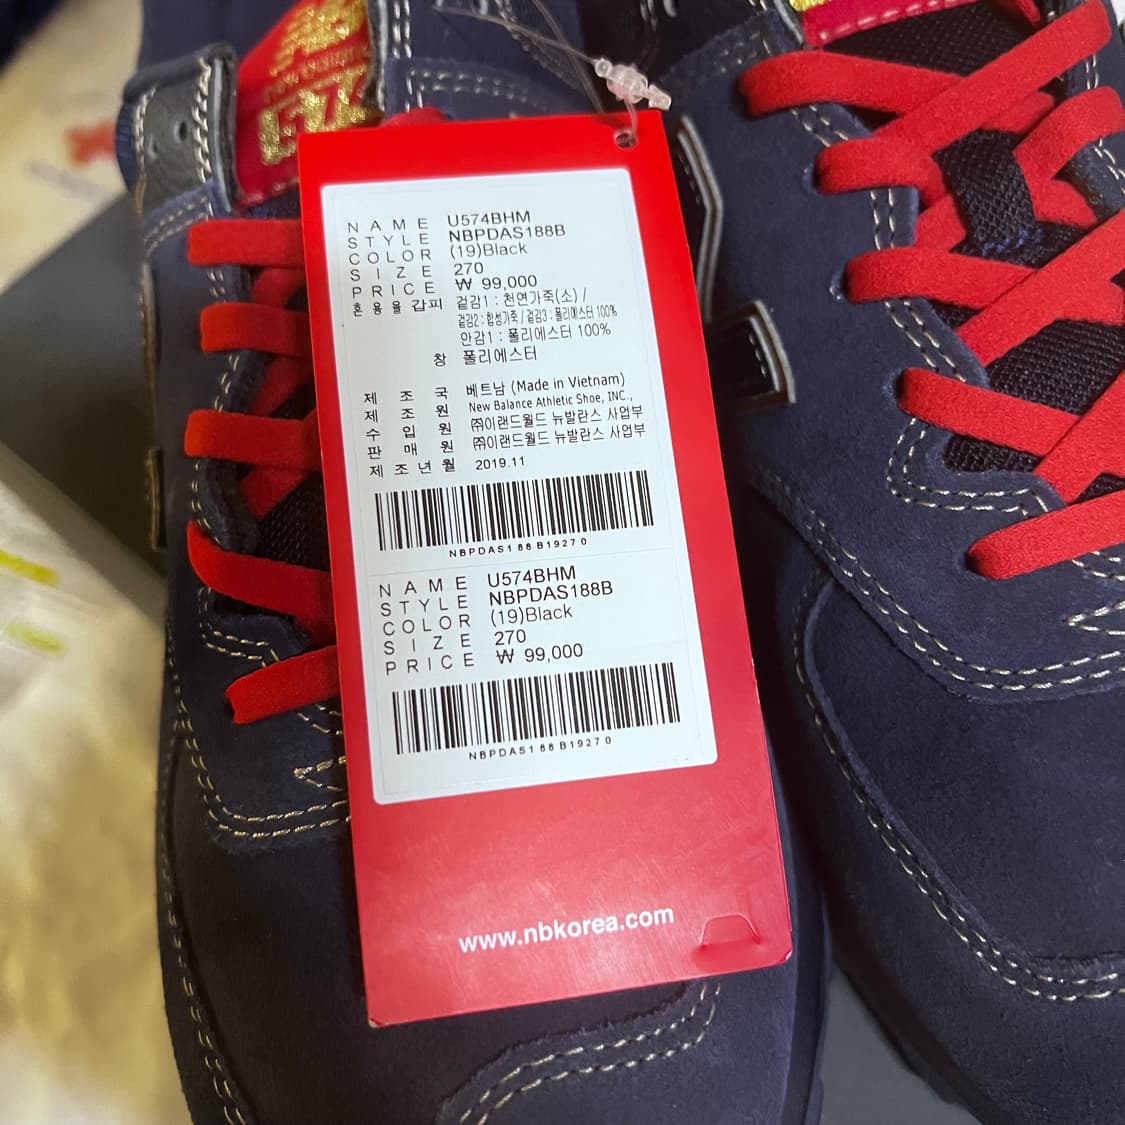 574
NAME U574BHM
STYLE NBPDAS188B
COLOR (19)Black
SIZE 270
PRICE ₩ 99,000
혼용율 갑피 겉감1 : 천연가죽(소) /
겉감2 : 합성가죽 / 겉감3 : 폴리에스터 100%
안감1 : 폴리에스터 100%
창 폴리에스터
제조국 베트남 (Made in Vietnam)
제조원 New Balance Athletic Shoe, INC.,
수입원 ㈜이랜드월드 뉴발란스 사업부
판매원 ㈜이랜드월드 뉴발란스 사업부
제조년월 2019.11
NBPDAS188B19270
NAME U574BHM
STYLE NBPDAS188B
COLOR (19)Black
SIZE 270
PRICE ₩ 99,000
NBPDAS188B19270
www.nbkorea.com